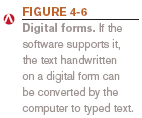 FIGURE 4-6
Digital forms. If the
software supports it,
the text handwritten
on a digital form can
be converted by the
computer to typed text.